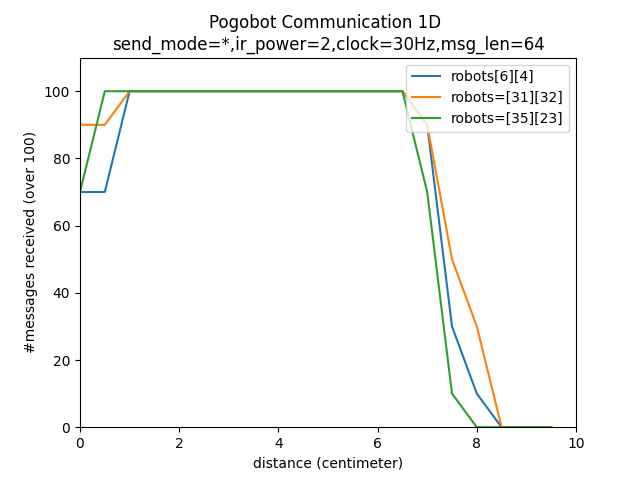 Pogobot Communication 1D
send_mode=*,ir_power=2,clock=30Hz,msg_len=64
robots[6][4]
robots=[31][32]
robots=[35][23]
#messages received (over 100)
100
80
60
40
20
0
0 2 4 6 8 10
distance (centimeter)